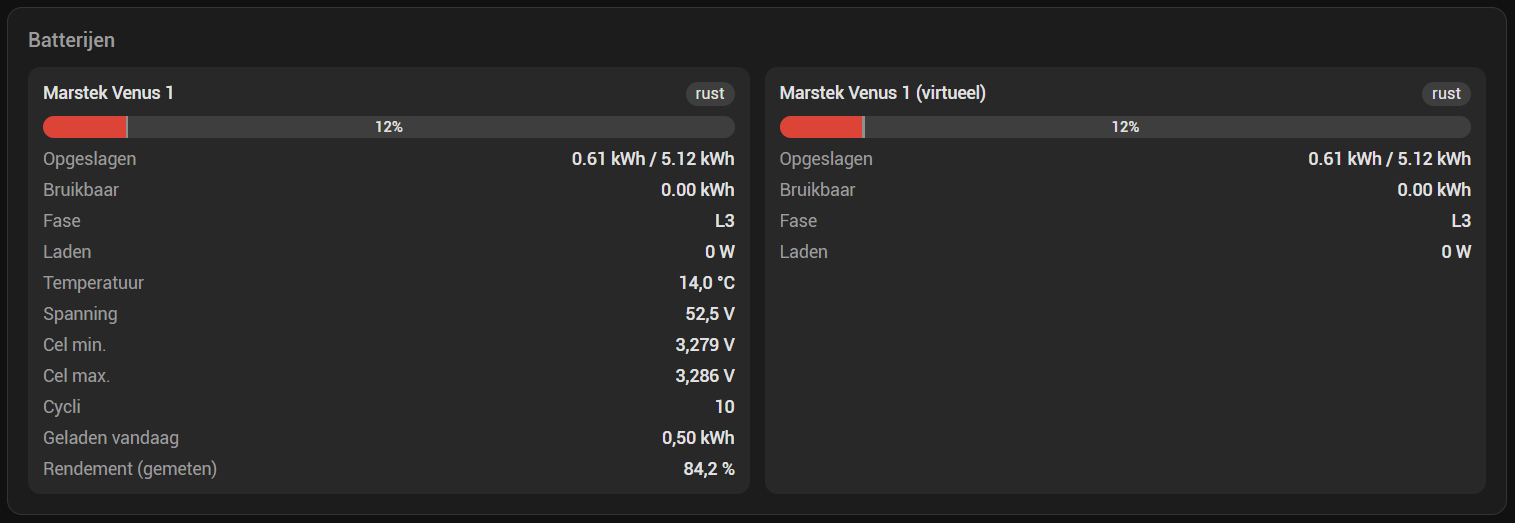 Batterijen
Marstek Venus 1 rust
12%
Opgeslagen 0.61 kWh / 5.12 kWh
Bruikbaar 0.00 kWh
Fase L3
Laden 0 W
Temperatuur 14,0 °C
Spanning 52,5 V
Cel min. 3,279 V
Cel max. 3,286 V
Cycli 10
Geladen vandaag 0,50 kWh
Rendement (gemeten) 84,2 %
Marstek Venus 1 (virtueel) rust
12%
Opgeslagen 0.61 kWh / 5.12 kWh
Bruikbaar 0.00 kWh
Fase L3
Laden 0 W